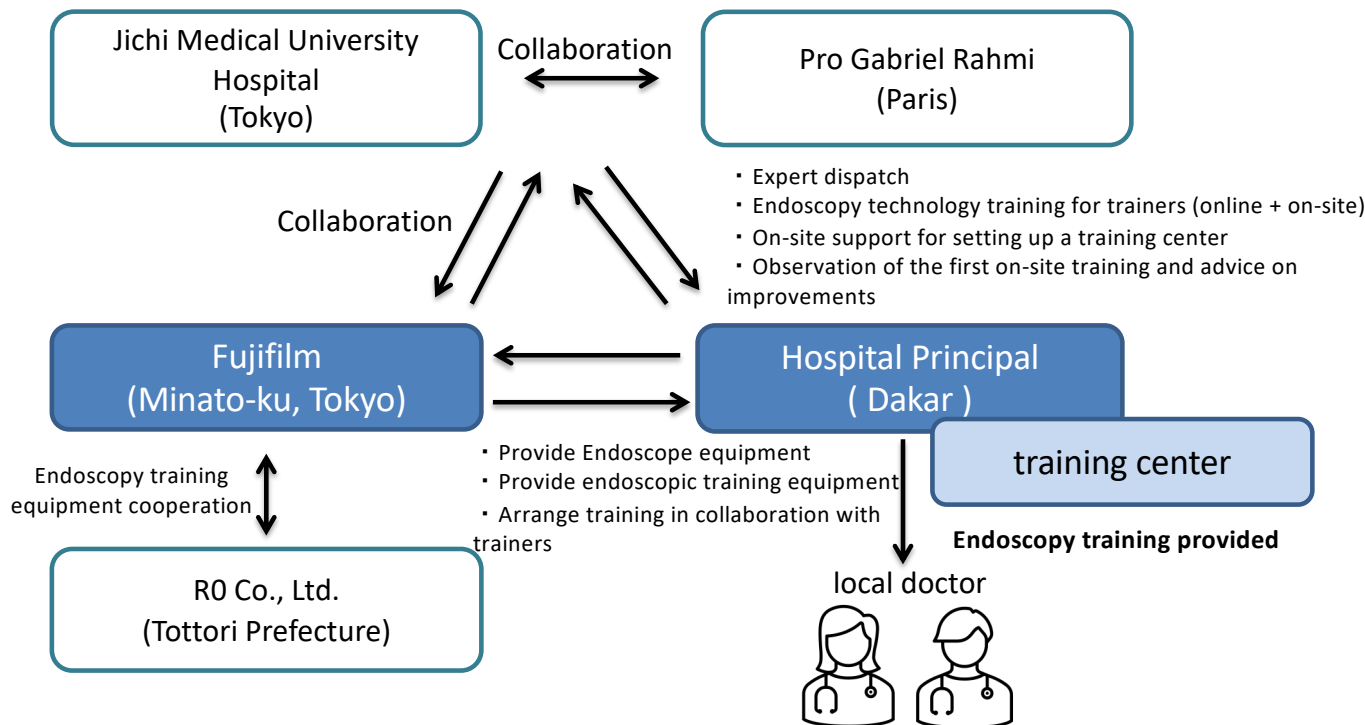 Jichi Medical University
Hospital
(Tokyo)
Collaboration
Pro Gabriel Rahmi
(Paris)
・Expert dispatch
・Endoscopy technology training for trainers (online + on-site)
・On-site support for setting up a training center
・Observation of the first on-site training and advice on
improvements
Collaboration
Fujifilm
(Minato-ku, Tokyo)
Hospital Principal
( Dakar )
training center
・Provide Endoscope equipment
・Provide endoscopic training equipment
・Arrange training in collaboration with
trainers
Endoscopy training
equipment cooperation
Endoscopy training provided
R0 Co., Ltd.
(Tottori Prefecture)
local doctor